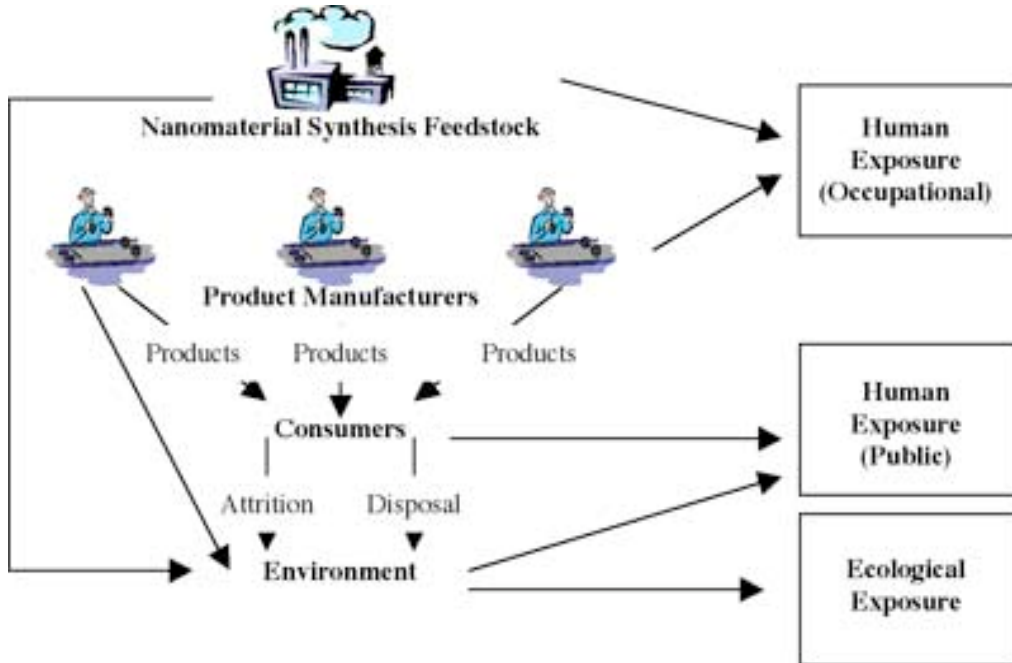 Nanomaterial Synthesis Feedstock
Human
Exposure
(Occupational)
Product Manufacturers
Products
Products
Products
Consumers
Human
Exposure
(Public)
Attrition
Disposal
Environment
Ecological
Exposure